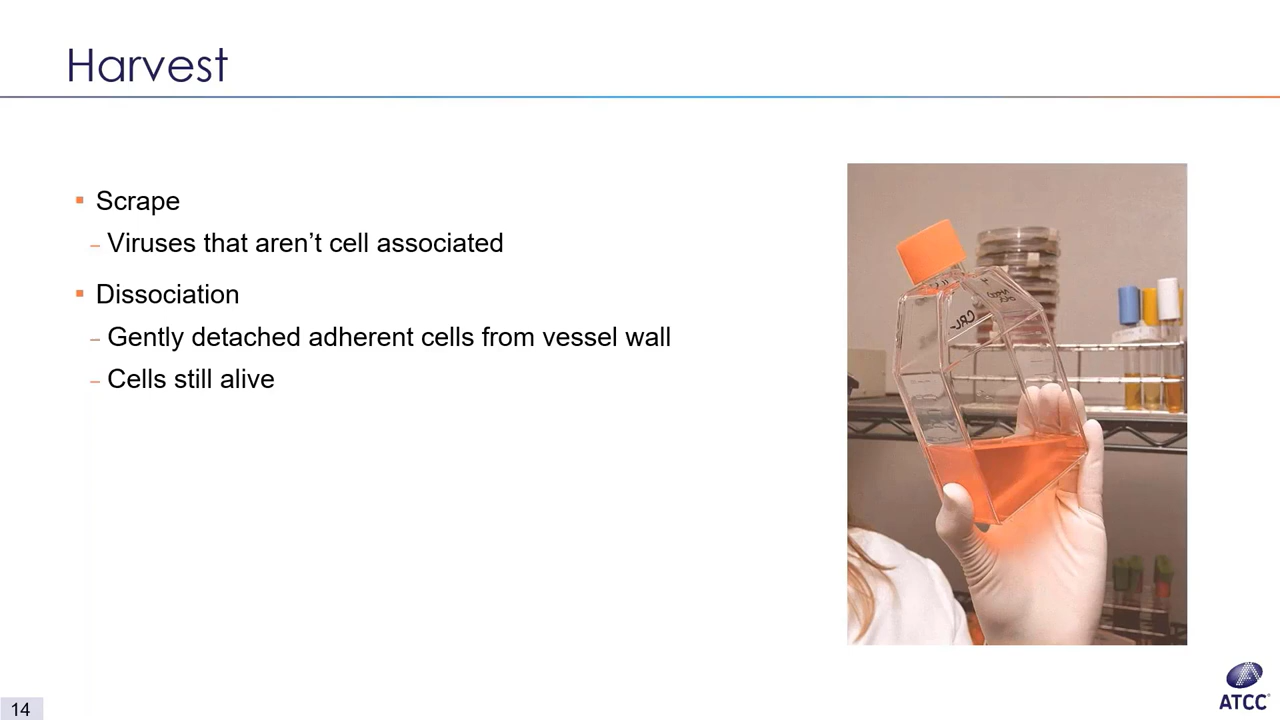 Harvest
▪ Scrape
– Viruses that aren’t cell associated
▪ Dissociation
– Gently detached adherent cells from vessel wall
– Cells still alive
CRL-
14
ATCC